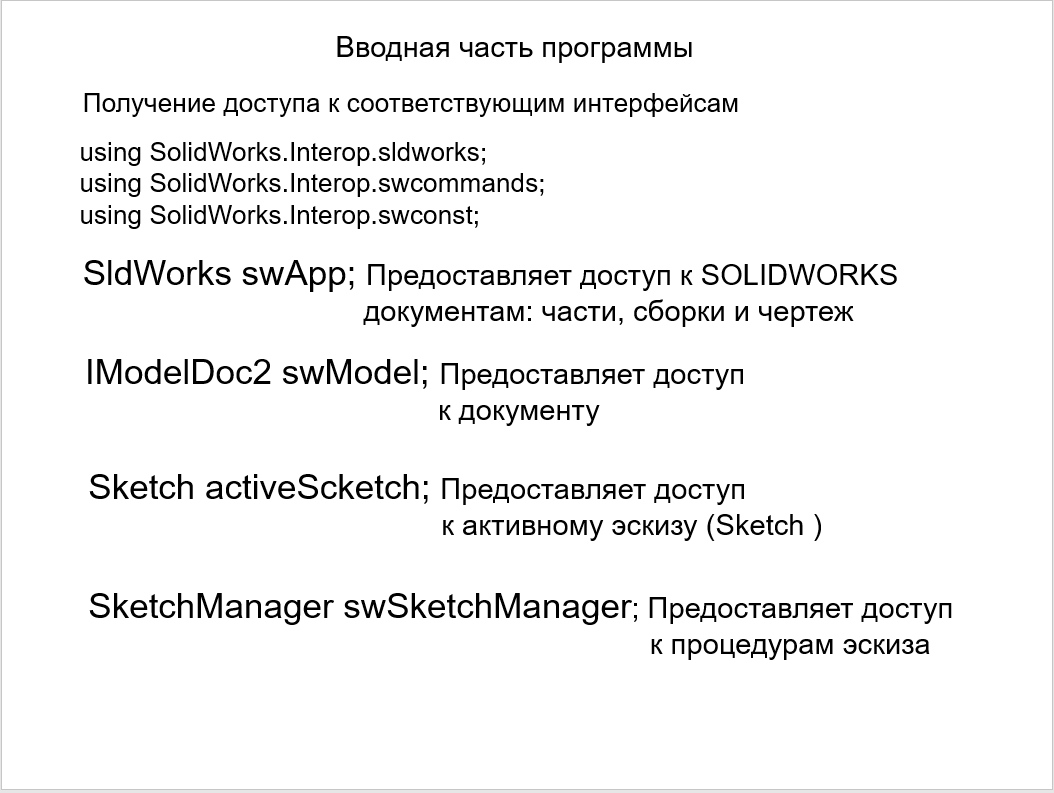 Вводная часть программы
Получение доступа к соответствующим интерфейсам
using SolidWorks.Interop.sldworks;
using SolidWorks.Interop.swcommands;
using SolidWorks.Interop.swconst;
SldWorks swApp; Предоставляет доступ к SOLIDWORKS
документам: части, сборки и чертеж
IModelDoc2 swModel; Предоставляет доступ
к документу
Sketch activeScketch; Предоставляет доступ
к активному эскизу (Sketch )
SketchManager swSketchManager; Предоставляет доступ
к процедурам эскиза